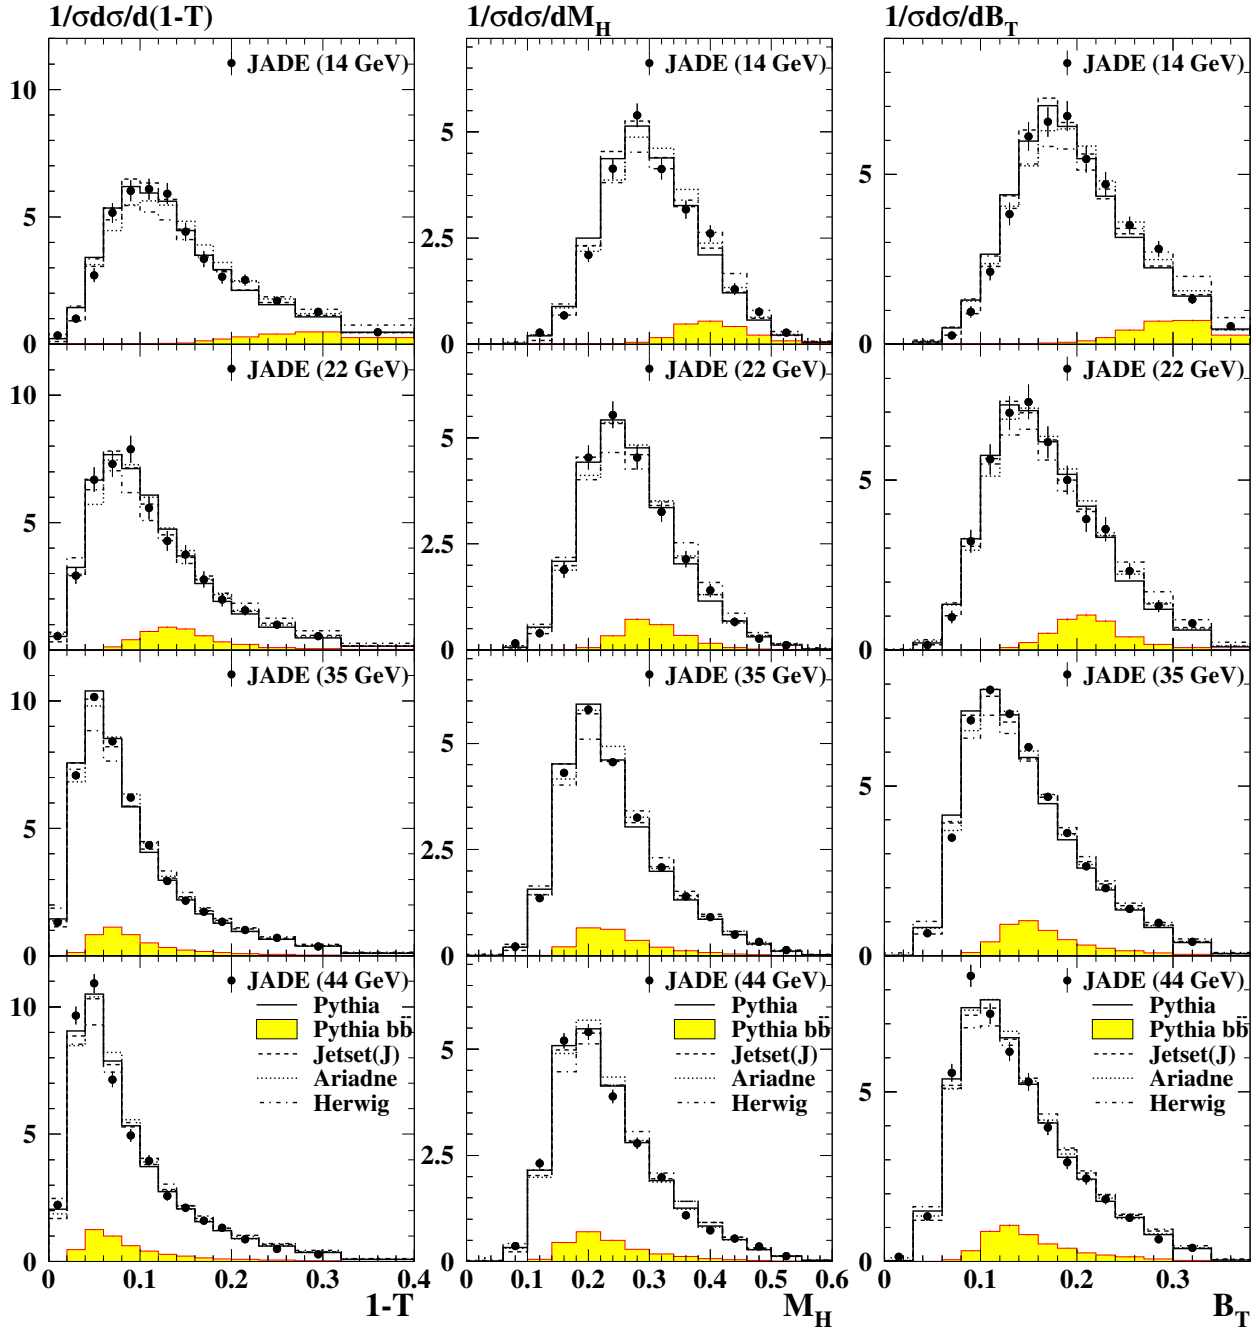 1/σdσ/d(1-T) 1/σdσ/dM_H 1/σdσ/dB_T
JADE (14 GeV) JADE (14 GeV) JADE (14 GeV)
10
5 5 5
2.5
0 0 0
JADE (22 GeV) JADE (22 GeV) JADE (22 GeV)
10
5 5 5
2.5
0 0 0
JADE (35 GeV) JADE (35 GeV) JADE (35 GeV)
10
5 5 5
2.5
0 0 0
JADE (44 GeV) JADE (44 GeV) JADE (44 GeV)
10 Pythia Pythia Pythia
Pythia bb̄ Pythia bb̄ Pythia bb̄
Jetset(J) Jetset(J) Jetset(J)
Ariadne Ariadne Ariadne
Herwig Herwig Herwig
5 5 5
2.5
0 0 0
0 0.1 0.2 0.3 0.4 0 0.1 0.2 0.3 0.4 0.5 0.6 0 0.1 0.2 0.3
1-T M_H B_T